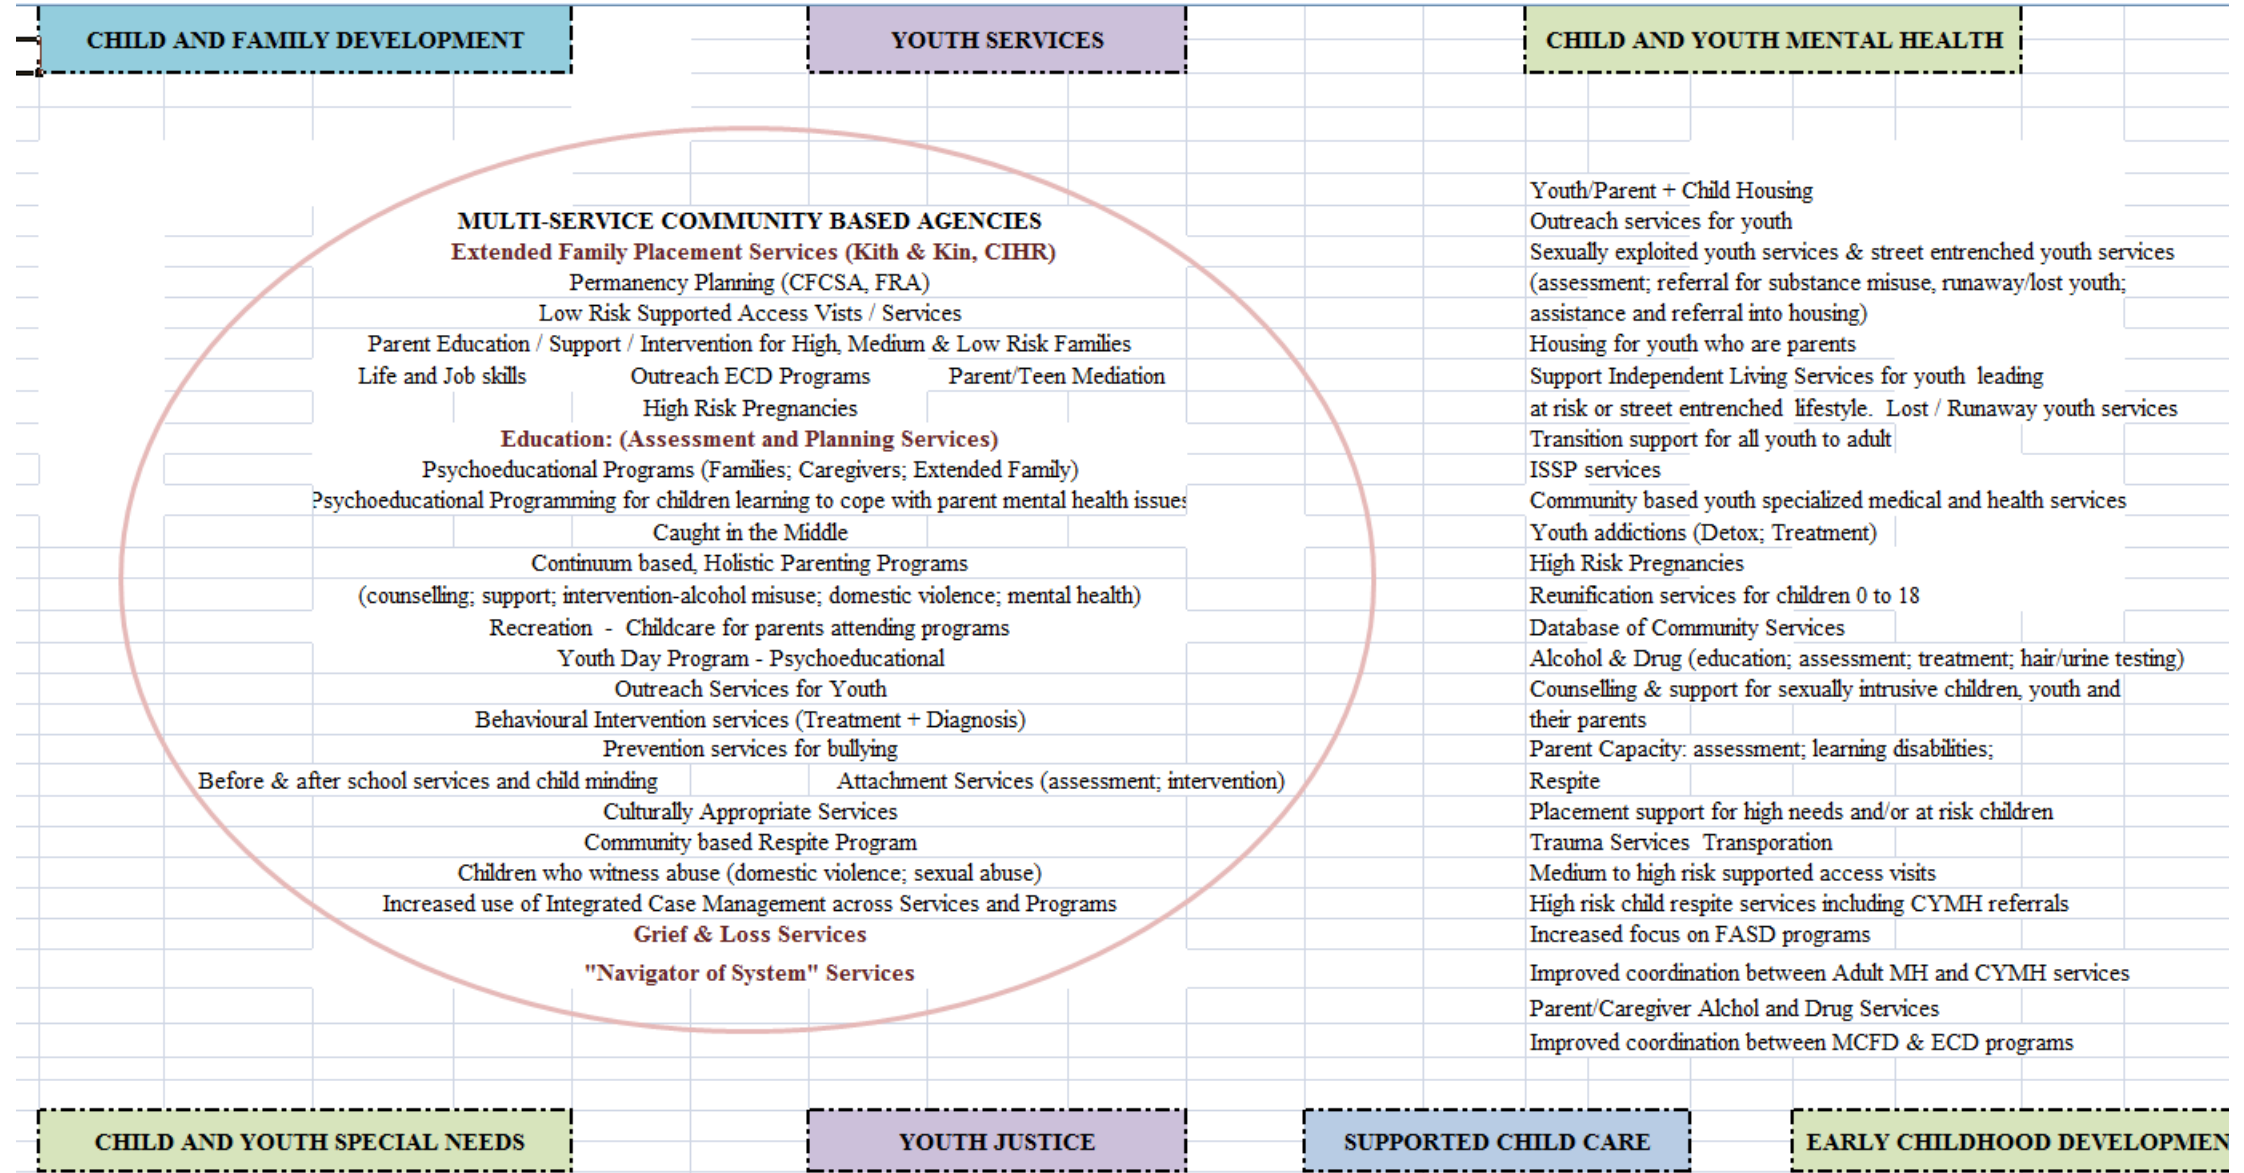 CHILD AND FAMILY DEVELOPMENT
YOUTH SERVICES
CHILD AND YOUTH MENTAL HEALTH
MULTI-SERVICE COMMUNITY BASED AGENCIES
Extended Family Placement Services (Kith & Kin, CIHR)
Permanency Planning (CFCSA, FRA)
Low Risk Supported Access Vists / Services
Parent Education / Support / Intervention for High, Medium & Low Risk Families
Life and Job skills Outreach ECD Programs Parent/Teen Mediation
High Risk Pregnancies
Education: (Assessment and Planning Services)
Psychoeducational Programs (Families; Caregivers; Extended Family)
Psychoeducational Programming for children learning to cope with parent mental health issues
Caught in the Middle
Continuum based, Holistic Parenting Programs
(counselling; support; intervention-alcohol misuse; domestic violence; mental health)
Recreation - Childcare for parents attending programs
Youth Day Program - Psychoeducational
Outreach Services for Youth
Behavioural Intervention services (Treatment + Diagnosis)
Prevention services for bullying
Before & after school services and child minding Attachment Services (assessment; intervention)
Culturally Appropriate Services
Community based Respite Program
Children who witness abuse (domestic violence; sexual abuse)
Increased use of Integrated Case Management across Services and Programs
Grief & Loss Services
"Navigator of System" Services
Youth/Parent + Child Housing
Outreach services for youth
Sexually exploited youth services & street entrenched youth services
(assessment; referral for substance misuse, runaway/lost youth;
assistance and referral into housing)
Housing for youth who are parents
Support Independent Living Services for youth leading
at risk or street entrenched lifestyle. Lost / Runaway youth services
Transition support for all youth to adult
ISSP services
Community based youth specialized medical and health services
Youth addictions (Detox; Treatment)
High Risk Pregnancies
Reunification services for children 0 to 18
Database of Community Services
Alcohol & Drug (education; assessment; treatment; hair/urine testing)
Counselling & support for sexually intrusive children, youth and
their parents
Parent Capacity: assessment; learning disabilities;
Respite
Placement support for high needs and/or at risk children
Trauma Services Transporation
Medium to high risk supported access visits
High risk child respite services including CYMH referrals
Increased focus on FASD programs
Improved coordination between Adult MH and CYMH services
Parent/Caregiver Alchol and Drug Services
Improved coordination between MCFD & ECD programs
CHILD AND YOUTH SPECIAL NEEDS
YOUTH JUSTICE
SUPPORTED CHILD CARE
EARLY CHILDHOOD DEVELOPMEN